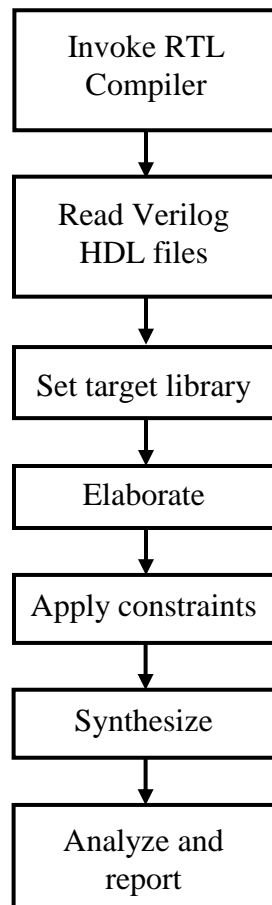 Invoke RTL
Compiler
Read Verilog
HDL files
Set target library
Elaborate
Apply constraints
Synthesize
Analyze and
report